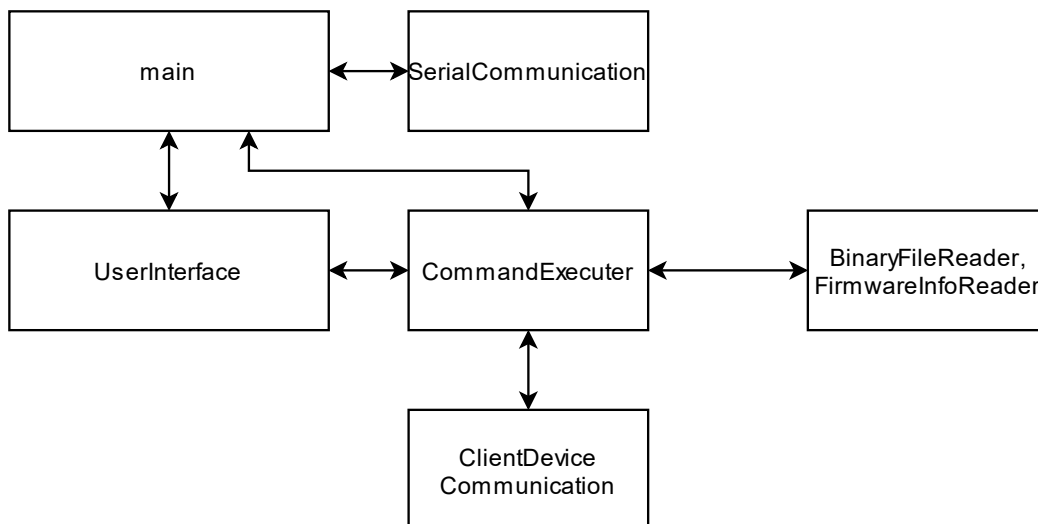 main
SerialCommunication
UserInterface
CommandExecuter
BinaryFileReader,
FirmwareInfoReader
ClientDevice
Communication